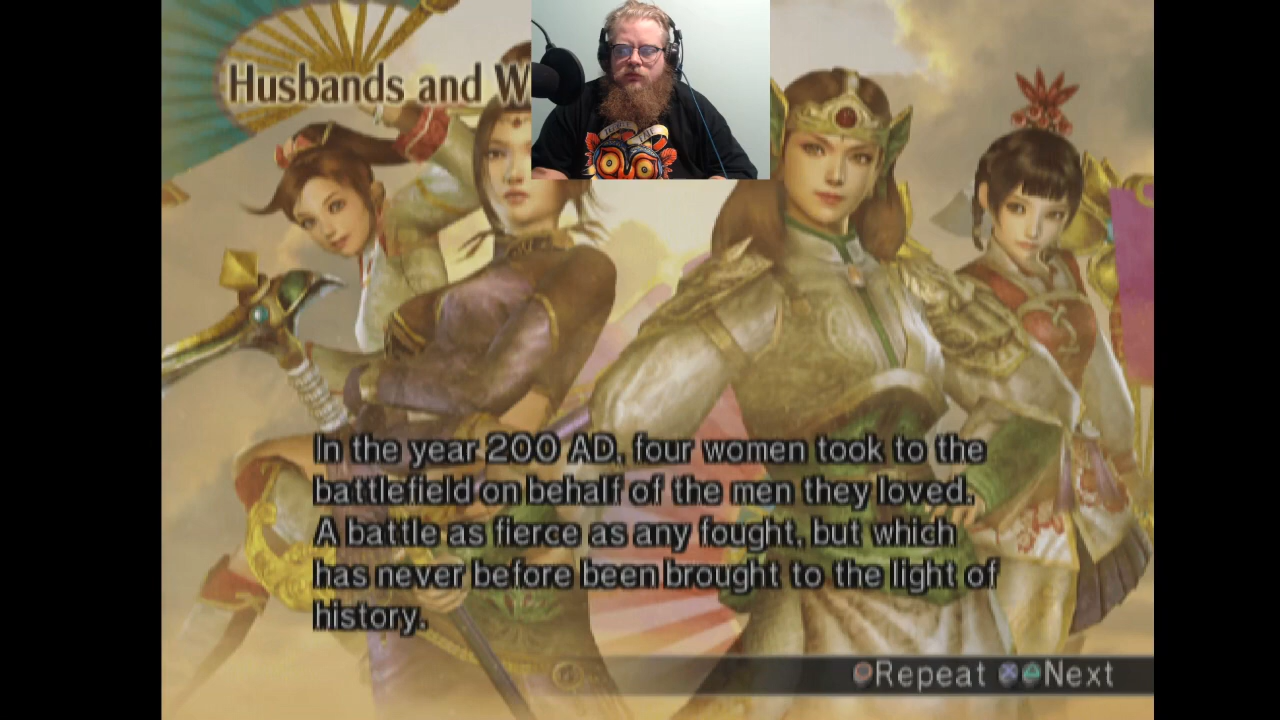 Husbands and W
In the year 200 AD, four women took to the
battlefield on behalf of the men they loved.
A battle as fierce as any fought, but which
has never before been brought to the light of
history.
Repeat Next